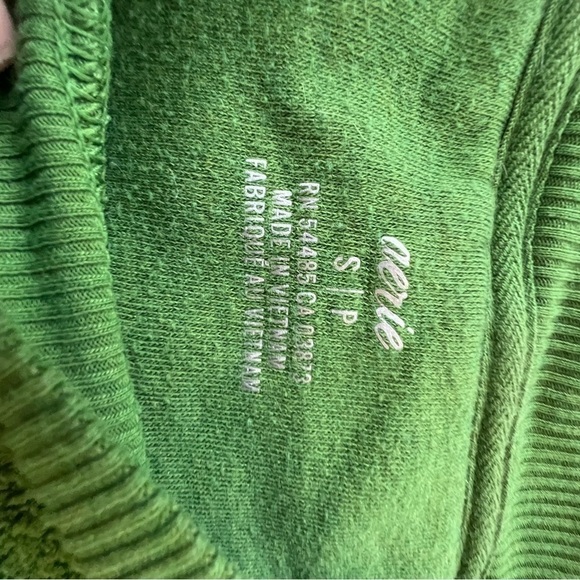 aerie
S|P
RN 54485 CA 03873
MADE IN VIETNAM
FABRIQUÉ AU VIETNAM